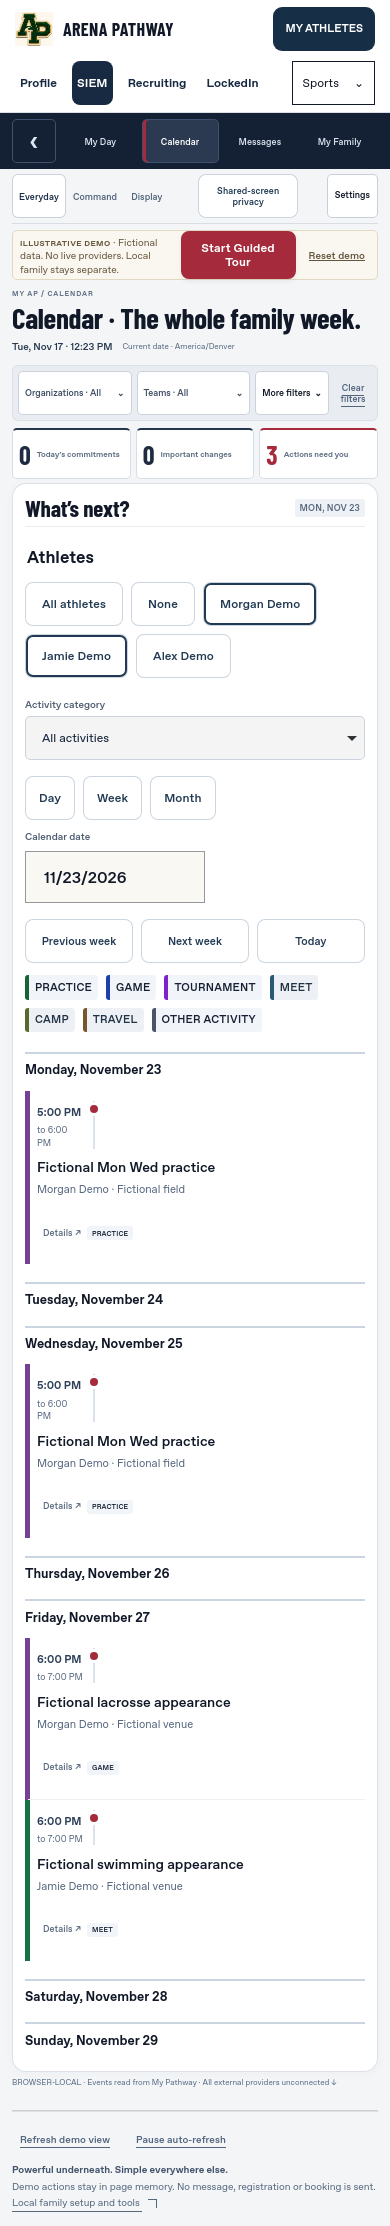 AP ARENA PATHWAY
MY ATHLETES
Profile SIEM Recruiting LockedIn Sports
❮ My Day Calendar Messages My Family
Everyday Command Display Shared-screen privacy Settings
ILLUSTRATIVE DEMO · Fictional
data. No live providers. Local
family stays separate.
Start Guided
Tour
Reset demo
MY AP / CALENDAR
Calendar · The whole family week.
Tue, Nov 17 · 12:23 PM Current date · America/Denver
Organizations · All Teams · All More filters Clear
filters
0 Today's commitments 0 Important changes 3 Actions need you
What's next? MON, NOV 23
Athletes
All athletes None Morgan Demo
Jamie Demo Alex Demo
Activity category
All activities
Day Week Month
Calendar date
11/23/2026
Previous week Next week Today
PRACTICE GAME TOURNAMENT MEET
CAMP TRAVEL OTHER ACTIVITY
Monday, November 23
5:00 PM
to 6:00
PM
Fictional Mon Wed practice
Morgan Demo · Fictional field
Details ↗ PRACTICE
Tuesday, November 24
Wednesday, November 25
5:00 PM
to 6:00
PM
Fictional Mon Wed practice
Morgan Demo · Fictional field
Details ↗ PRACTICE
Thursday, November 26
Friday, November 27
6:00 PM
to 7:00 PM
Fictional lacrosse appearance
Morgan Demo · Fictional venue
Details ↗ GAME
6:00 PM
to 7:00 PM
Fictional swimming appearance
Jamie Demo · Fictional venue
Details ↗ MEET
Saturday, November 28
Sunday, November 29
BROWSER-LOCAL · Events read from My Pathway · All external providers unconnected ↓
Refresh demo view Pause auto-refresh
Powerful underneath. Simple everywhere else.
Demo actions stay in page memory. No message, registration or booking is sent.
Local family setup and tools